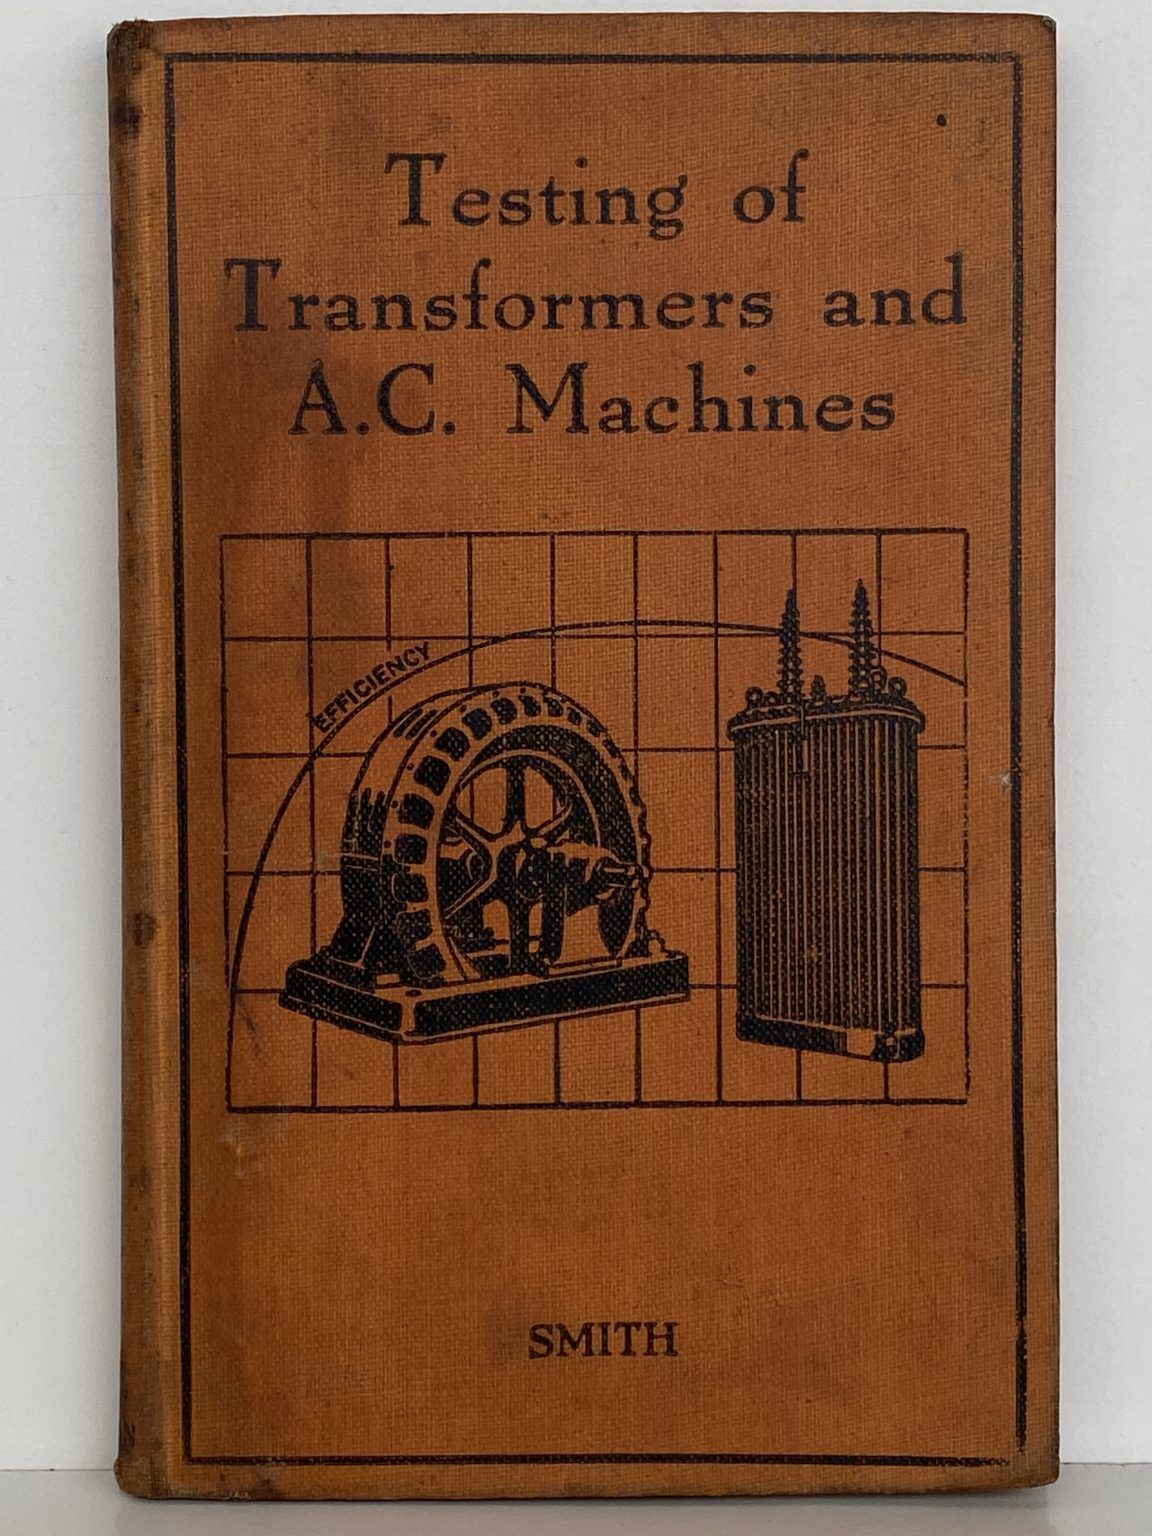 Testing of
Transformers and
A.C. Machines
EFFICIENCY
SMITH